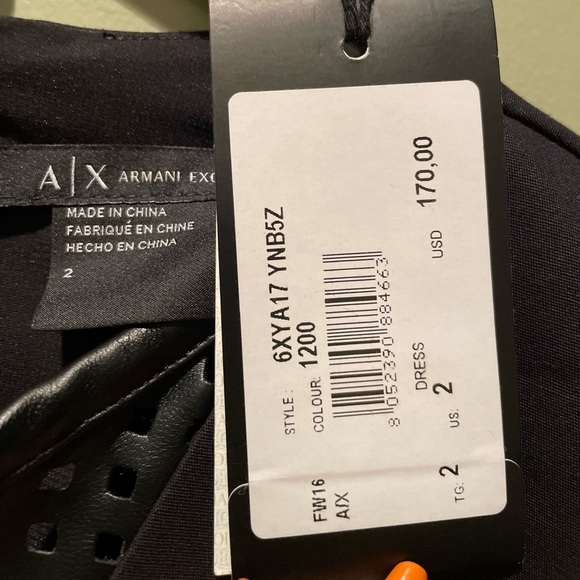 A|X ARMANI EXC
MADE IN CHINA
FABRIQUÉ EN CHINE
HECHO EN CHINA
2
STYLE : 6XYA17 YNB5Z
COLOUR: 1200
8 052390 884663
DRESS
USD 170,00
US: 2
TG: 2
FW16
A/X